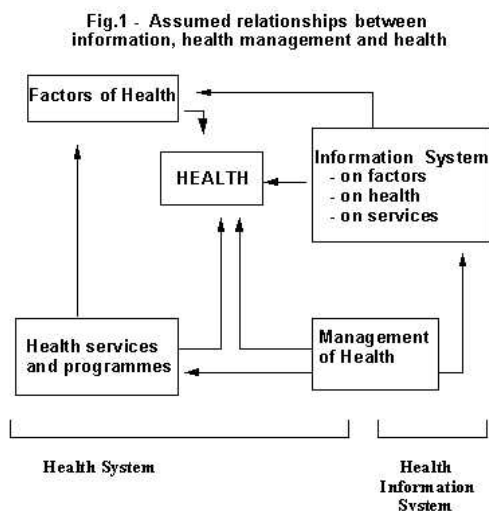 Fig.1 - Assumed relationships between
information, health management and health
Factors of Health
HEALTH
Information System
- on factors
- on health
- on services
Health services
and programmes
Management
of Health
Health System
Health
Information
System